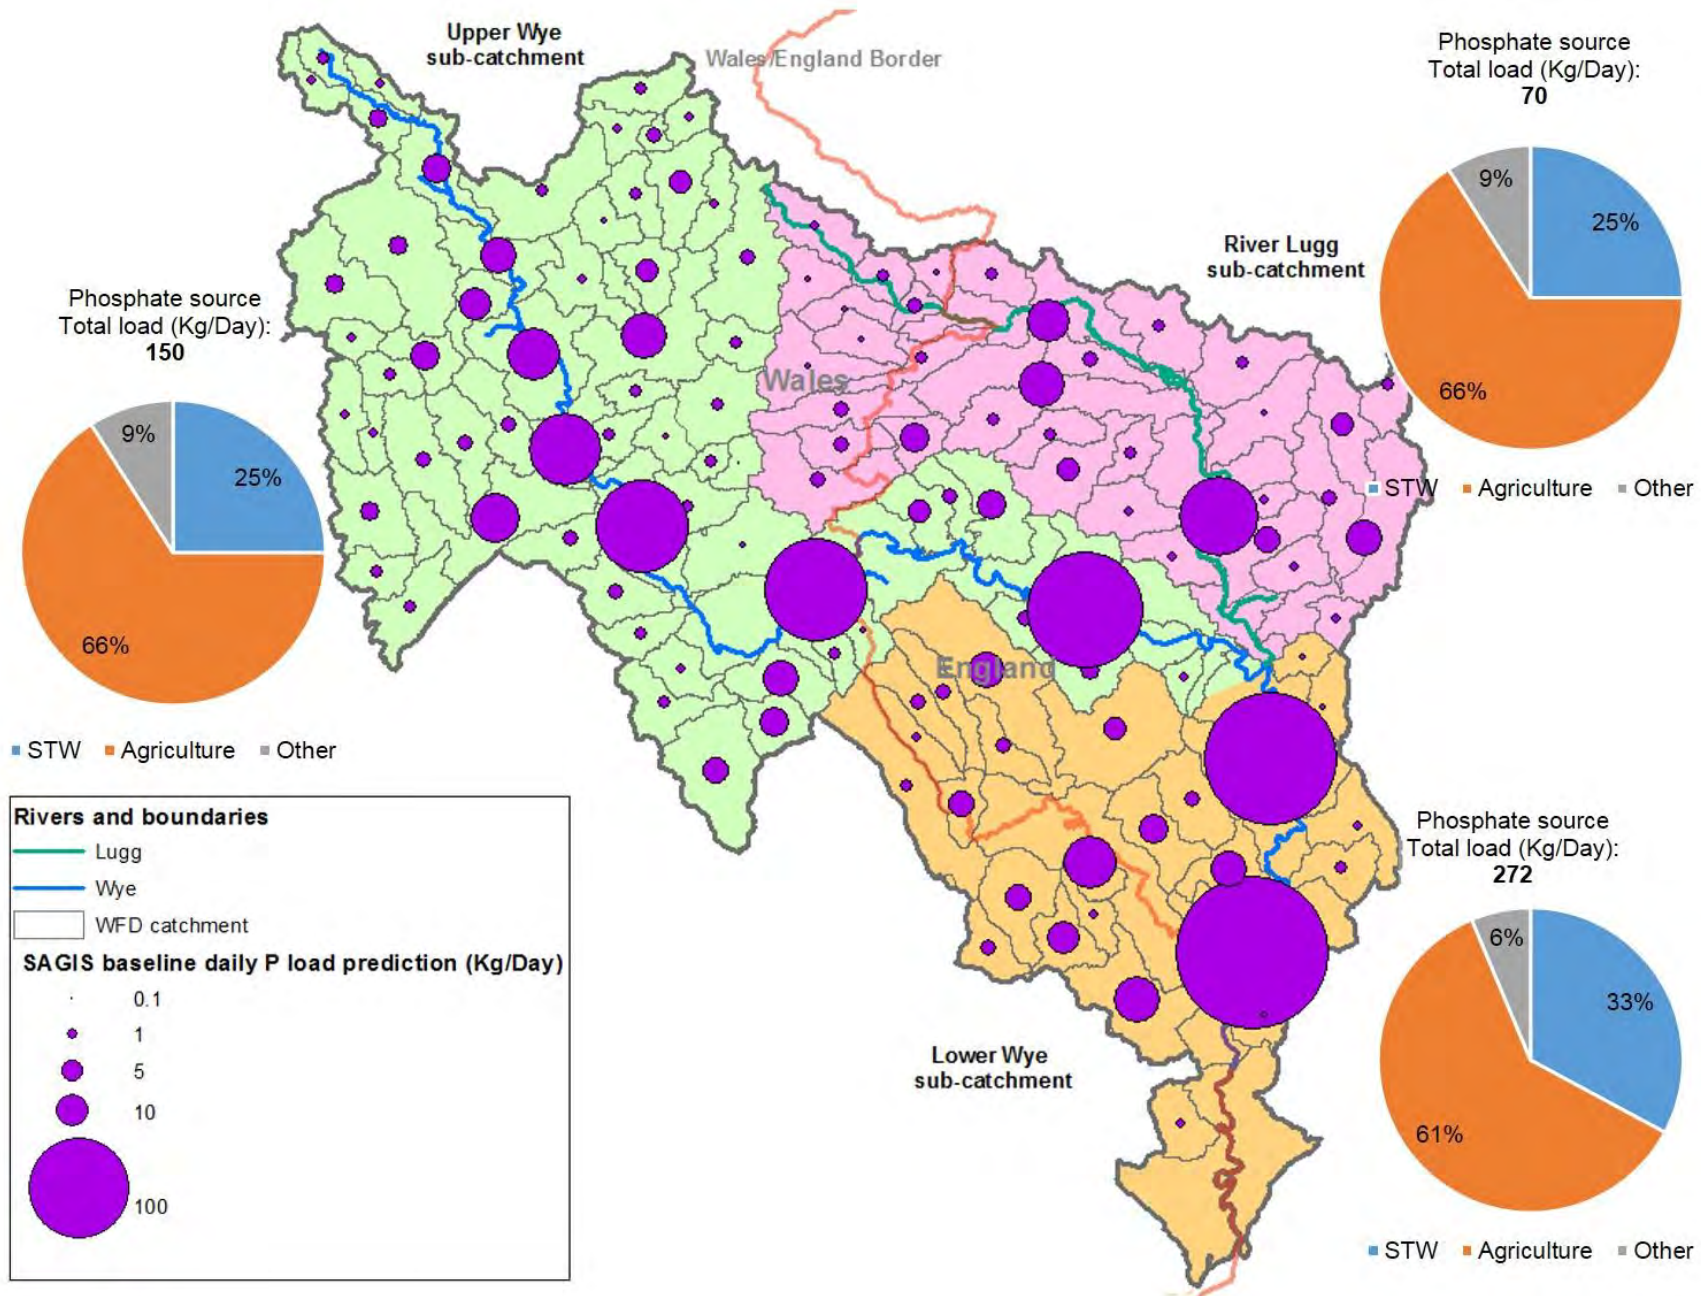 Upper Wye
sub-catchment
Wales/England Border
Phosphate source
Total load (Kg/Day):
70
9%
25%
66%
STW Agriculture Other
River Lugg
sub-catchment
Phosphate source
Total load (Kg/Day):
150
9%
25%
66%
STW Agriculture Other
Wales
England
Rivers and boundaries
Lugg
Wye
WFD catchment
SAGIS baseline daily P load prediction (Kg/Day)
0.1
1
5
10
100
Lower Wye
sub-catchment
Phosphate source
Total load (Kg/Day):
272
6%
33%
61%
STW Agriculture Other